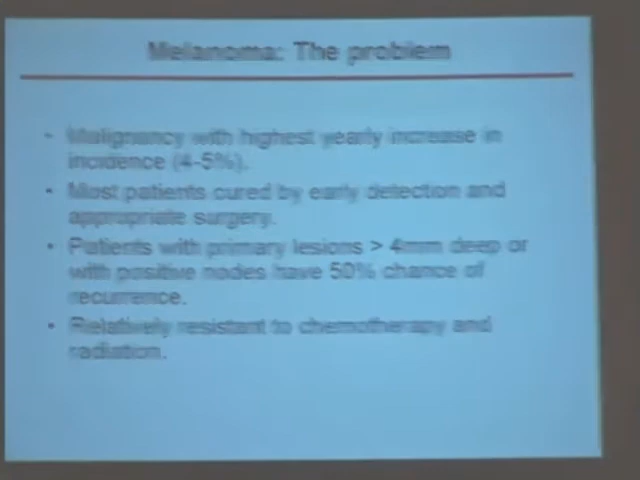 Melanoma: The problem
• Malignancy with highest yearly increase in
incidence (4-5%).
• Most patients cured by early detection and
appropriate surgery.
• Patients with primary lesions > 4mm deep or
with positive nodes have 50% chance of
recurrence.
• Relatively resistant to chemotherapy and
radiation.